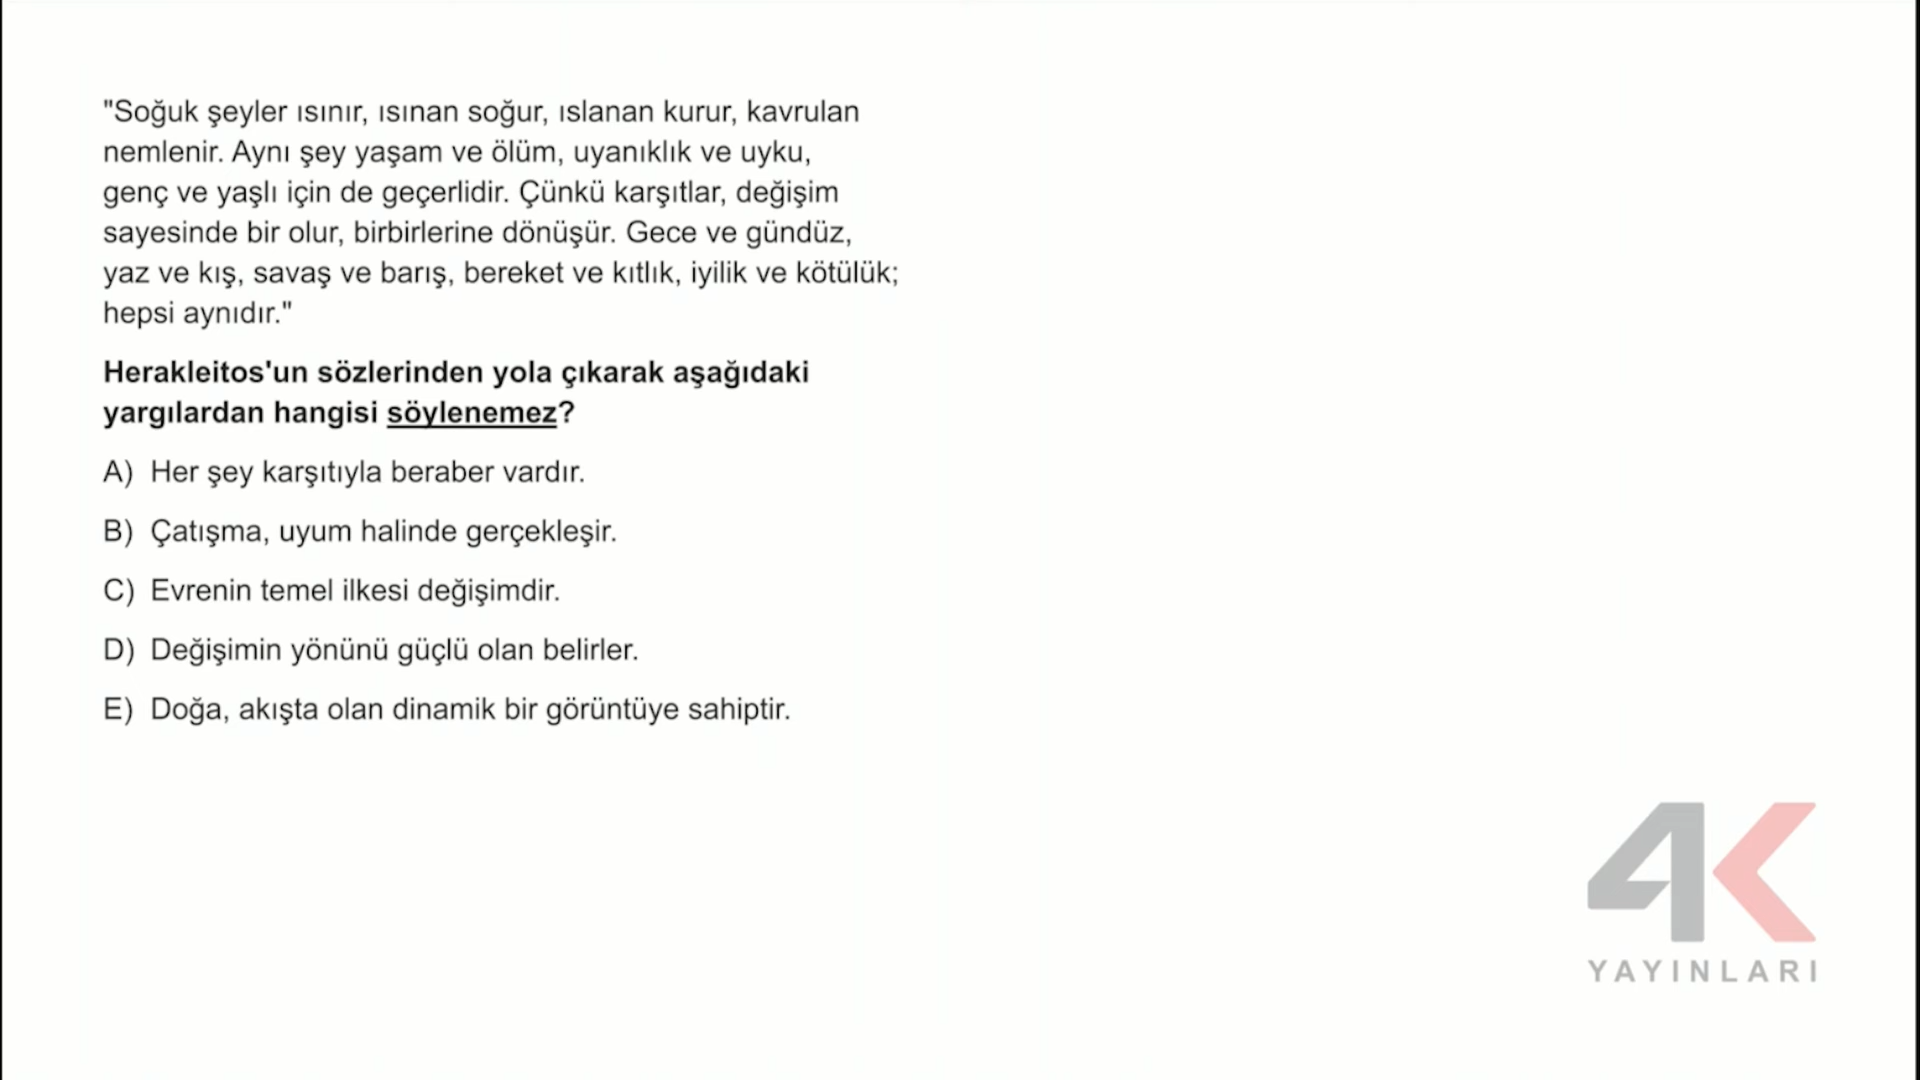 "Soğuk şeyler ısınır, ısınan soğur, ıslanan kurur, kavrulan
nemlenir. Aynı şey yaşam ve ölüm, uyanıklık ve uyku,
genç ve yaşlı için de geçerlidir. Çünkü karşıtlar, değişim
sayesinde bir olur, birbirlerine dönüşür. Gece ve gündüz,
yaz ve kış, savaş ve barış, bereket ve kıtlık, iyilik ve kötülük;
hepsi aynıdır."
Herakleitos'un sözlerinden yola çıkarak aşağıdaki
yargılardan hangisi söylenemez?
A) Her şey karşıtıyla beraber vardır.
B) Çatışma, uyum halinde gerçekleşir.
C) Evrenin temel ilkesi değişimdir.
D) Değişimin yönünü güçlü olan belirler.
E) Doğa, akışta olan dinamik bir görüntüye sahiptir.
4K
YAYINLARI